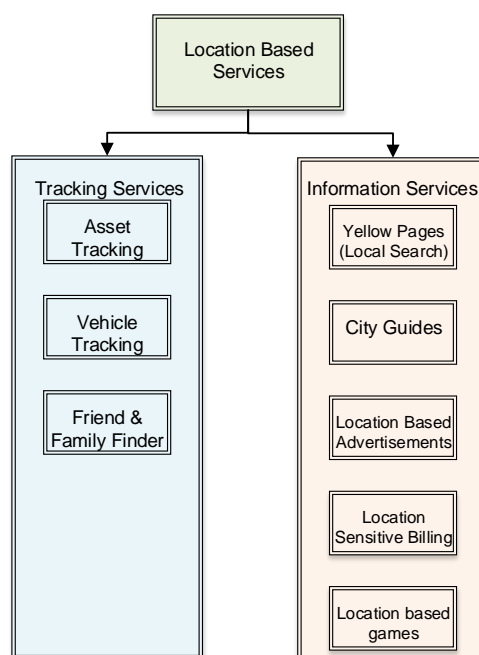 Location Based
Services
Tracking Services
Asset
Tracking
Vehicle
Tracking
Friend &
Family Finder
Information Services
Yellow Pages
(Local Search)
City Guides
Location Based
Advertisements
Location
Sensitive Billing
Location based
games